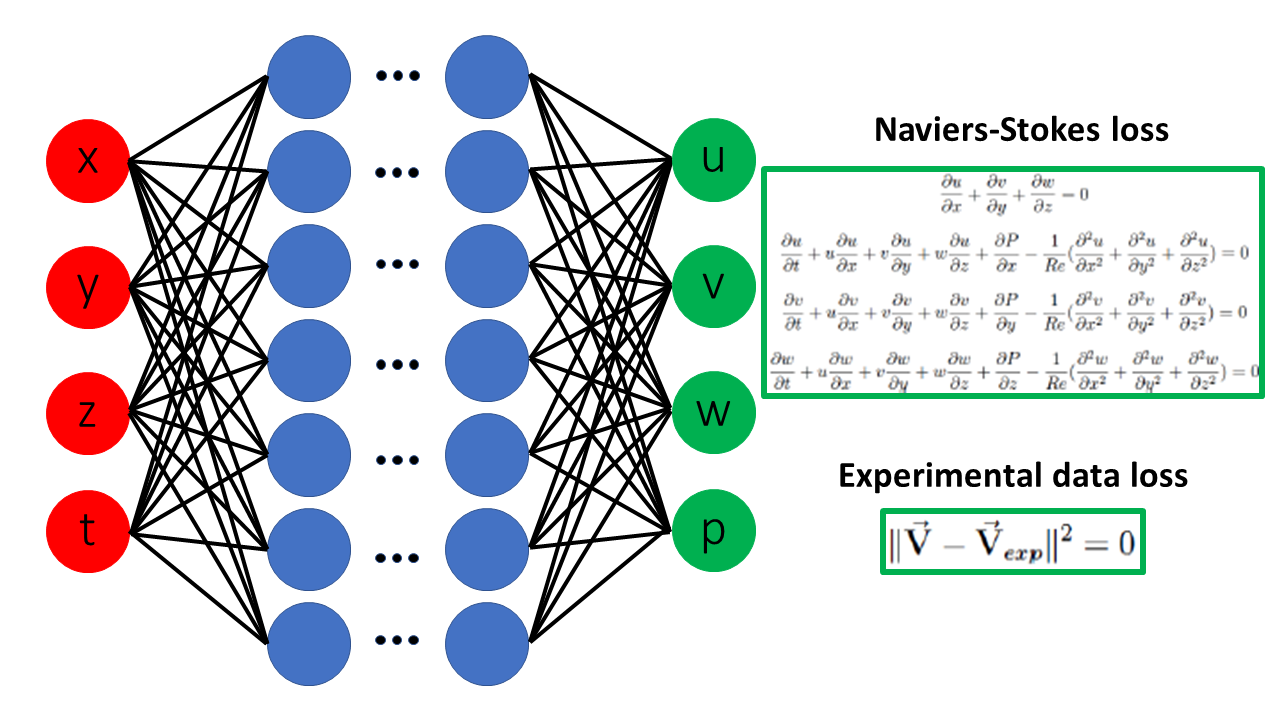 x
y
z
t
u
v
w
p
Naviers-Stokes loss
∂u/∂x + ∂v/∂y + ∂w/∂z − 0
∂u/∂t + u∂u/∂x + v∂u/∂y + w∂u/∂z + ∂P/∂x − 1/Re(∂²u/∂x² + ∂²u/∂y² + ∂²u/∂z²) = 0
∂v/∂t + u∂v/∂x + v∂v/∂y + w∂v/∂z + ∂P/∂y − 1/Re(∂²v/∂x² + ∂²v/∂y² + ∂²v/∂z²) = 0
∂w/∂t + u∂w/∂x + v∂w/∂y + w∂w/∂z + ∂P/∂z − 1/Re(∂²w/∂x² + ∂²w/∂y² + ∂²w/∂z²) = 0
Experimental data loss
‖V⃗ − V⃗exp‖² = 0